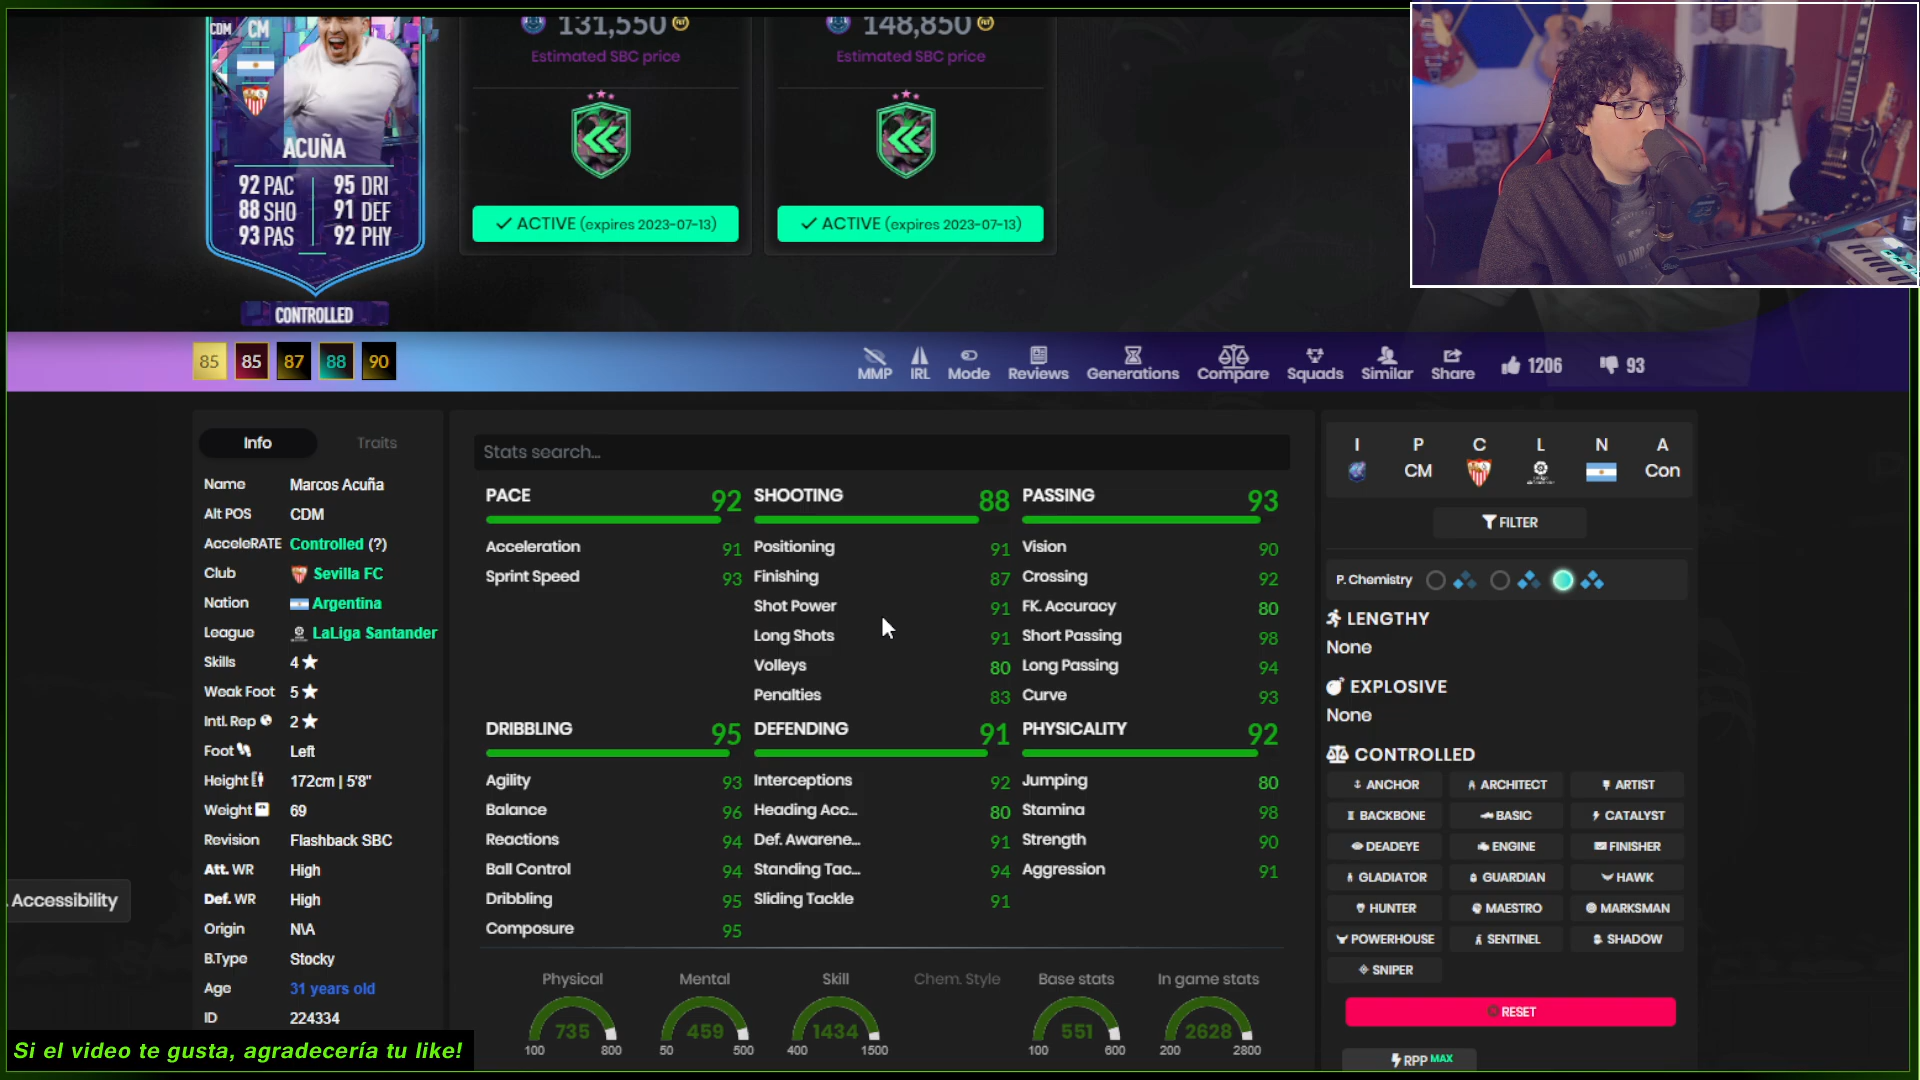 CDM CM
ACUÑA
92 PAC 95 DRI
88 SHO 91 DEF
93 PAS 92 PHY
CONTROLLED
131,550
Estimated SBC price
ACTIVE (expires 2023-07-13)
148,850
Estimated SBC price
ACTIVE (expires 2023-07-13)
85 85 87 88 90
MMP IRL Mode Reviews Generations Compare Squads Similar Share 1206 93
Info Traits
Name Marcos Acuña
Alt POS CDM
AcceleRATE Controlled (?)
Club Sevilla FC
Nation Argentina
League LaLiga Santander
Skills 4
Weak Foot 5
Intl. Rep 2
Foot Left
Height 172cm | 5'8"
Weight 69
Revision Flashback SBC
Att. WR High
Def. WR High
Origin N\A
B.Type Stocky
Age 31 years old
ID 224334
Stats search...
PACE 92
Acceleration 91
Sprint Speed 93
SHOOTING 88
Positioning 91
Finishing 87
Shot Power 91
Long Shots 91
Volleys 80
Penalties 83
PASSING 93
Vision 90
Crossing 92
FK. Accuracy 80
Short Passing 98
Long Passing 94
Curve 93
DRIBBLING 95
Agility 93
Balance 96
Reactions 94
Ball Control 94
Dribbling 95
Composure 95
DEFENDING 91
Interceptions 92
Heading Acc... 80
Def. Awarene... 91
Standing Tac... 94
Sliding Tackle 91
PHYSICALITY 92
Jumping 80
Stamina 98
Strength 90
Aggression 91
Physical Mental Skill Chem. Style Base stats In game stats
735 459 1434 551 2628
100 800 50 500 400 1500 100 600 200 2800
I P C L N A
CM Con
FILTER
P. Chemistry
LENGTHY
None
EXPLOSIVE
None
CONTROLLED
ANCHOR ARCHITECT ARTIST
BACKBONE BASIC CATALYST
DEADEYE ENGINE FINISHER
GLADIATOR GUARDIAN HAWK
HUNTER MAESTRO MARKSMAN
POWERHOUSE SENTINEL SHADOW
SNIPER
RESET
RPP MAX
Accessibility
Si el video te gusta, agradecería tu like!